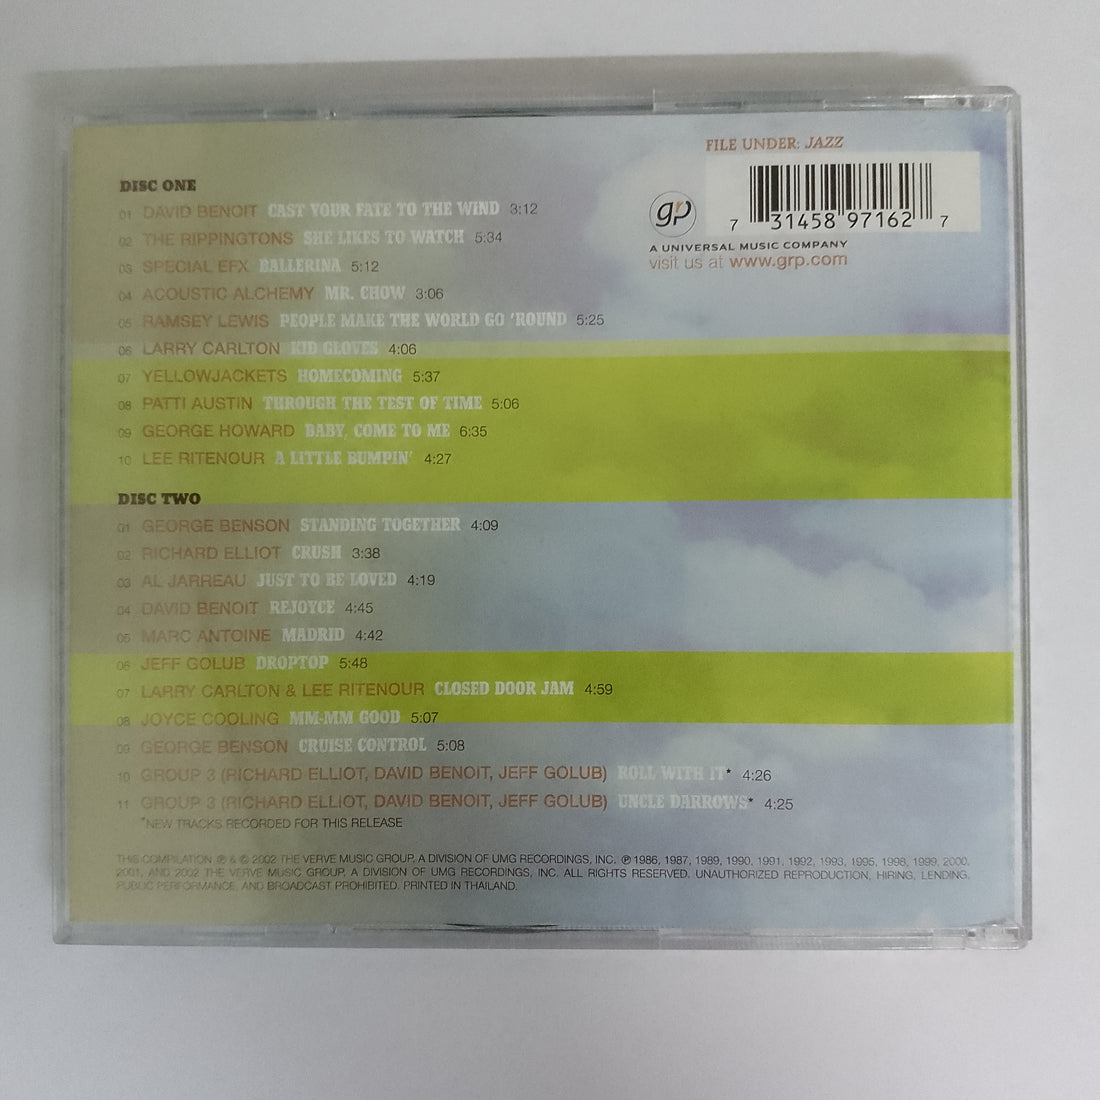 FILE UNDER: JAZZ
grp
7 31458 97162 7
A UNIVERSAL MUSIC COMPANY
visit us at www.grp.com
DISC ONE
01 DAVID BENOIT CAST YOUR FATE TO THE WIND 3:12
02 THE RIPPINGTONS SHE LIKES TO WATCH 5:34
03 SPECIAL EFX BALLERINA 5:12
04 ACOUSTIC ALCHEMY MR. CHOW 3:06
05 RAMSEY LEWIS PEOPLE MAKE THE WORLD GO 'ROUND 5:25
06 LARRY CARLTON KID GLOVES 4:06
07 YELLOWJACKETS HOMECOMING 5:37
08 PATTI AUSTIN THROUGH THE TEST OF TIME 5:06
09 GEORGE HOWARD BABY, COME TO ME 6:35
10 LEE RITENOUR A LITTLE BUMPIN' 4:27
DISC TWO
01 GEORGE BENSON STANDING TOGETHER 4:09
02 RICHARD ELLIOT CRUSH 3:38
03 AL JARREAU JUST TO BE LOVED 4:19
04 DAVID BENOIT REJOYCE 4:45
05 MARC ANTOINE MADRID 4:42
06 JEFF GOLUB DROPTOP 5:48
07 LARRY CARLTON & LEE RITENOUR CLOSED DOOR JAM 4:59
08 JOYCE COOLING MM-MM GOOD 5:07
09 GEORGE BENSON CRUISE CONTROL 5:08
10 GROUP 3 (RICHARD ELLIOT, DAVID BENOIT, JEFF GOLUB) ROLL WITH IT* 4:26
11 GROUP 3 (RICHARD ELLIOT, DAVID BENOIT, JEFF GOLUB) UNCLE DARROWS* 4:25
*NEW TRACKS RECORDED FOR THIS RELEASE
THIS COMPILATION ℗ & © 2002 THE VERVE MUSIC GROUP, A DIVISION OF UMG RECORDINGS, INC. ℗ 1986, 1987, 1989, 1990, 1991, 1992, 1993, 1995, 1998, 1999, 2000,
2001, AND 2002 THE VERVE MUSIC GROUP, A DIVISION OF UMG RECORDINGS, INC. ALL RIGHTS RESERVED. UNAUTHORIZED REPRODUCTION, HIRING, LENDING,
PUBLIC PERFORMANCE, AND BROADCAST PROHIBITED. PRINTED IN THAILAND.